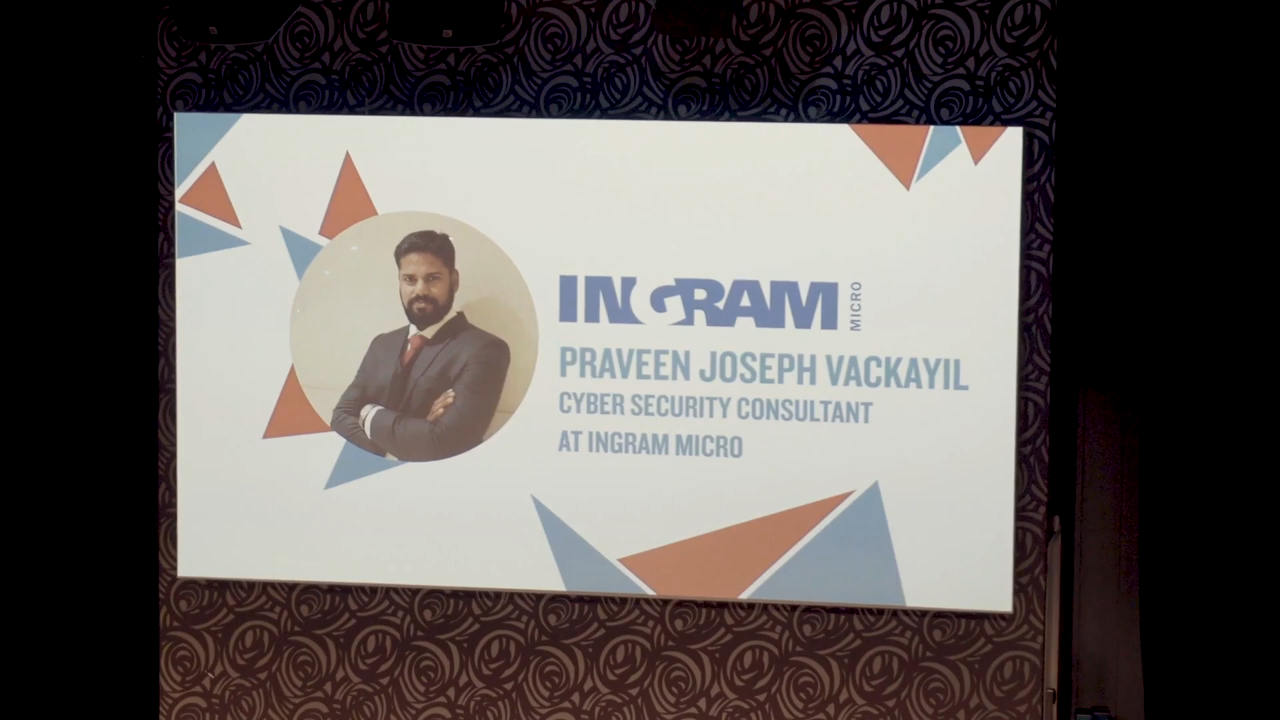 INGRAM MICRO
PRAVEEN JOSEPH VACKAYIL
CYBER SECURITY CONSULTANT
AT INGRAM MICRO